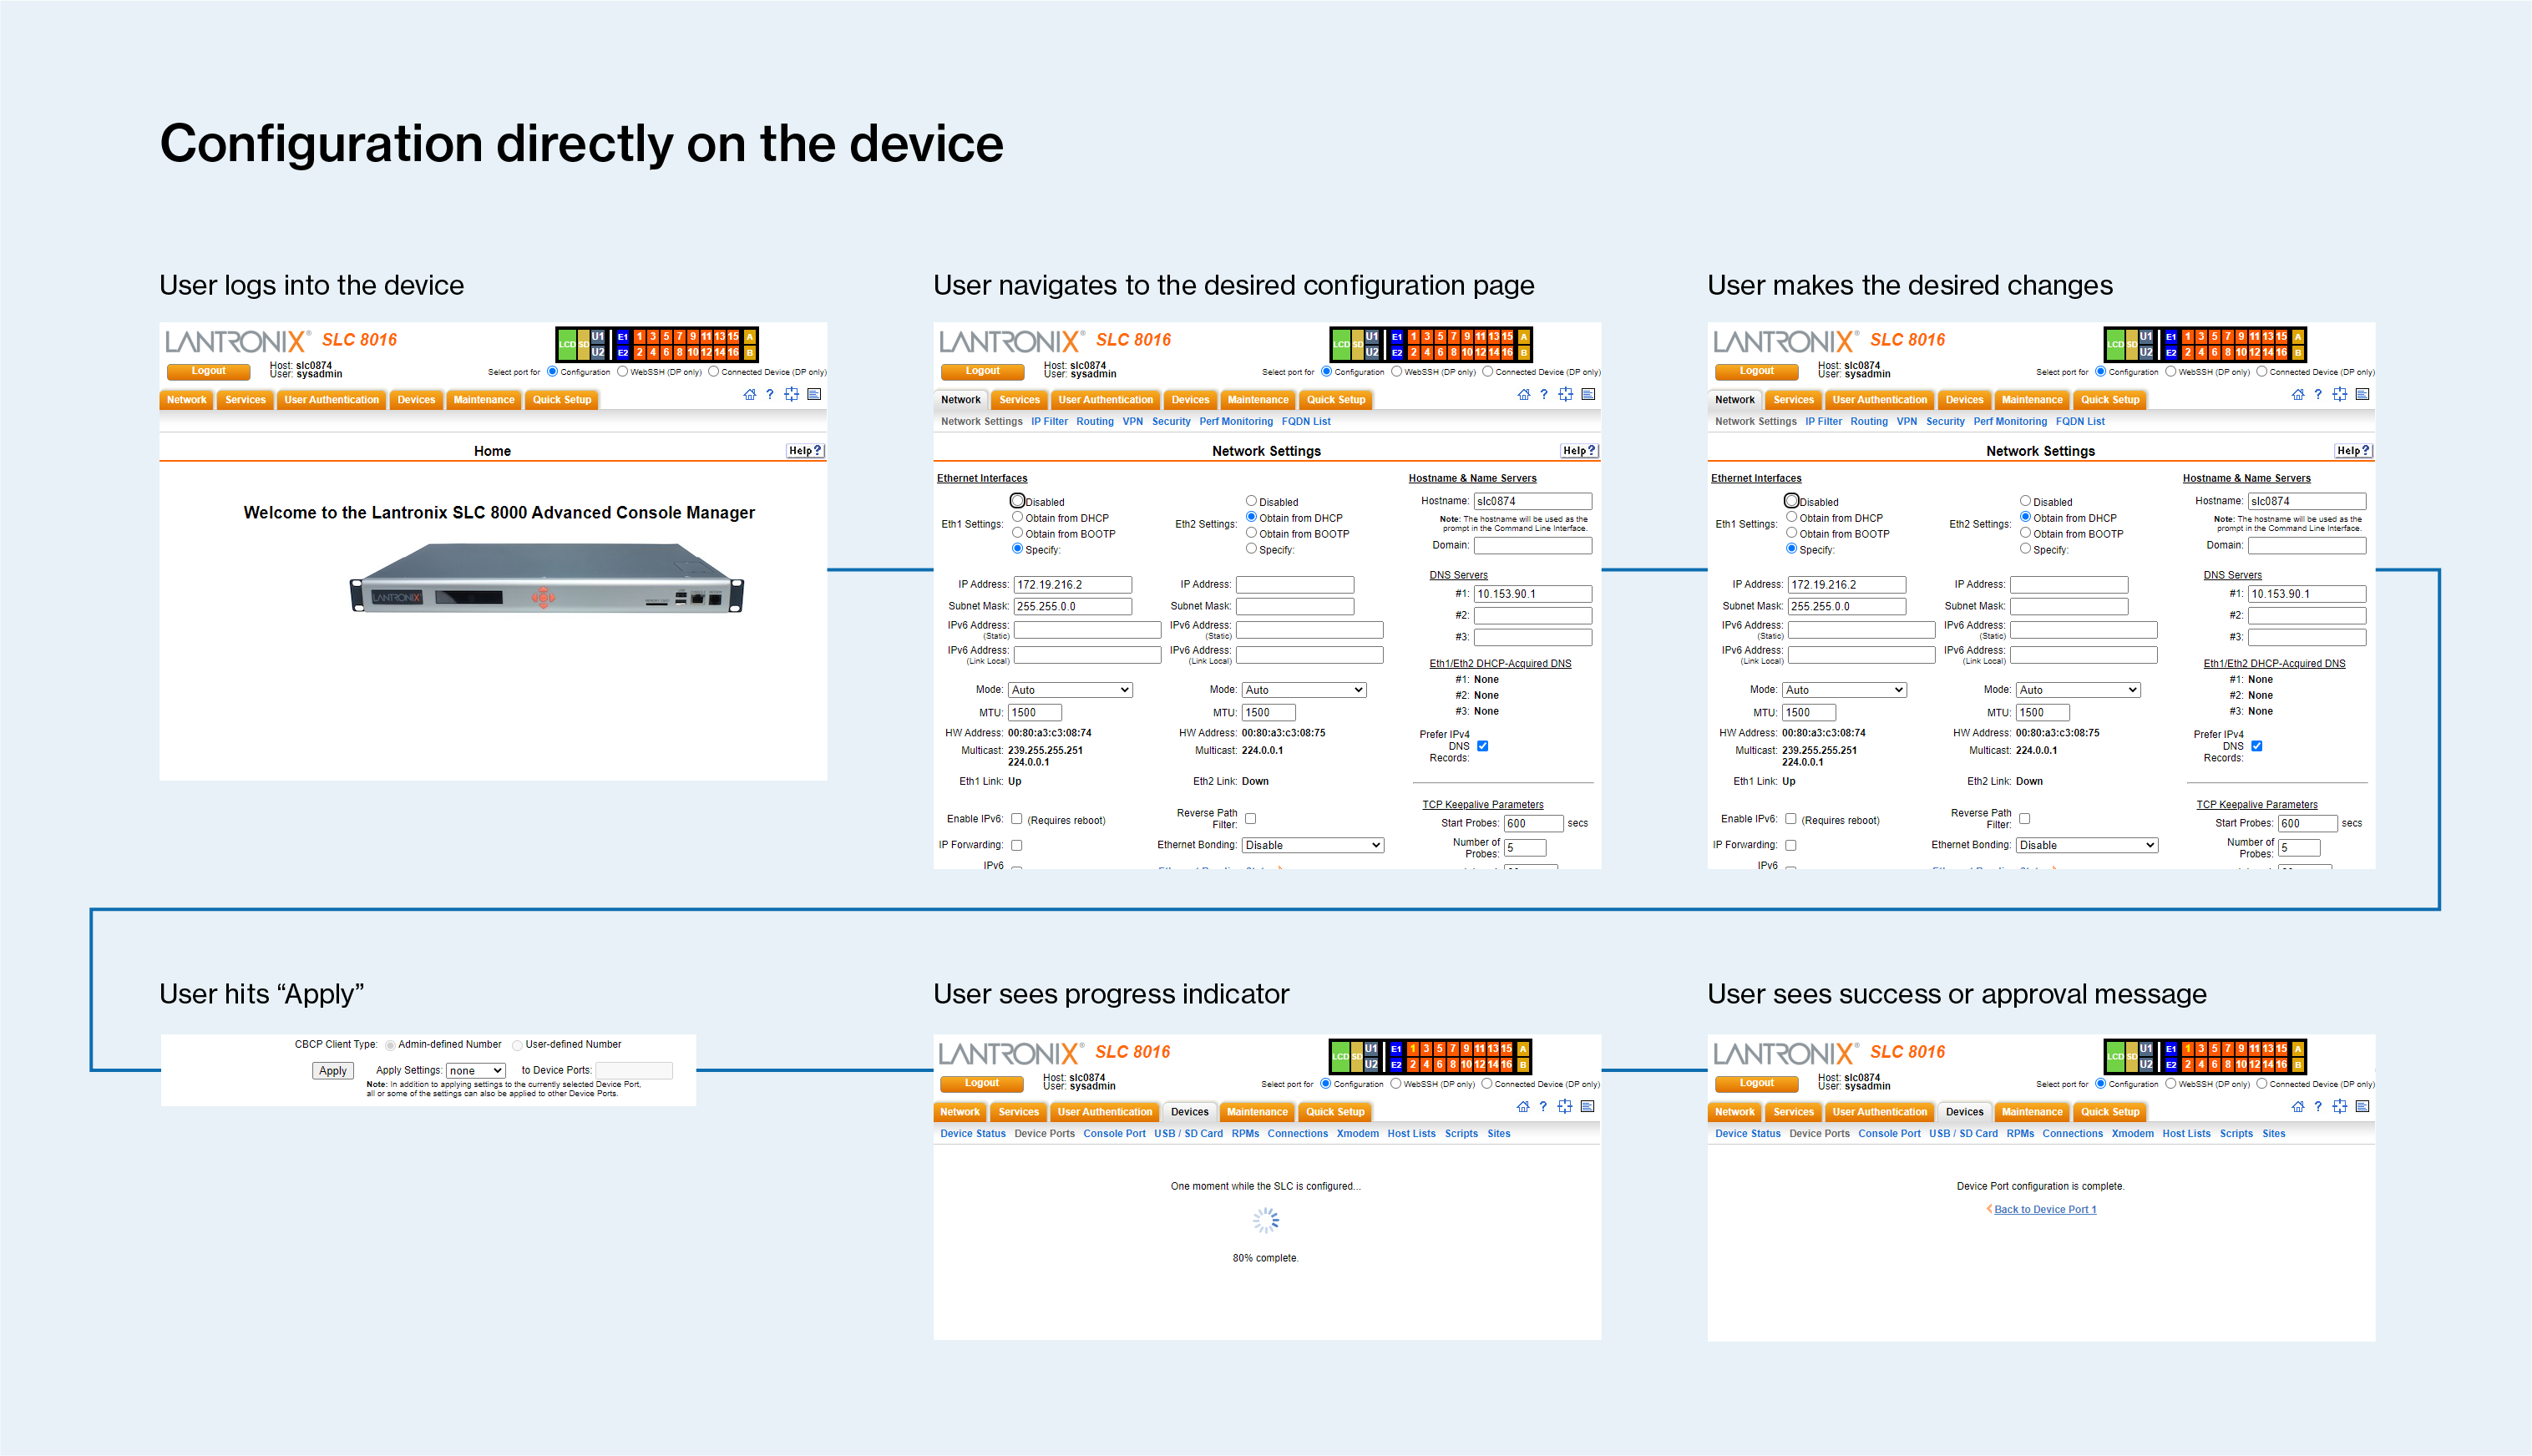 Configuration directly on the device
User logs into the device
LANTRONIX® SLC 8016
LCD SD U1 E1 1 3 5 7 9 11 13 15 A
U2 E2 2 4 6 8 10 12 14 16 B
Logout
Host: slc0874
User: sysadmin
Select port for Configuration WebSSH (DP only) Connected Device (DP only)
Network Services User Authentication Devices Maintenance Quick Setup
?
Home
Help?
Welcome to the Lantronix SLC 8000 Advanced Console Manager
LANTRONIX
User navigates to the desired configuration page
LANTRONIX® SLC 8016
LCD SD U1 E1 1 3 5 7 9 11 13 15 A
U2 E2 2 4 6 8 10 12 14 16 B
Logout
Host: slc0874
User: sysadmin
Select port for Configuration WebSSH (DP only) Connected Device (DP only)
Network Services User Authentication Devices Maintenance Quick Setup
?
Network Settings IP Filter Routing VPN Security Perf Monitoring FQDN List
Network Settings
Help?
Ethernet Interfaces
Eth1 Settings:
Disabled
Obtain from DHCP
Obtain from BOOTP
Specify:
Eth2 Settings:
Disabled
Obtain from DHCP
Obtain from BOOTP
Specify:
IP Address: 172.19.216.2 IP Address:
Subnet Mask: 255.255.0.0 Subnet Mask:
IPv6 Address: IPv6 Address:
(Static) (Static)
IPv6 Address: IPv6 Address:
(Link Local) (Link Local)
Mode: Auto Mode: Auto
MTU: 1500 MTU: 1500
HW Address: 00:80:a3:c3:08:74 HW Address: 00:80:a3:c3:08:75
Multicast: 239.255.255.251 Multicast: 224.0.0.1
224.0.0.1
Eth1 Link: Up Eth2 Link: Down
Enable IPv6: (Requires reboot) Reverse Path
Filter:
IP Forwarding: Ethernet Bonding: Disable
IPv6
Hostname & Name Servers
Hostname: slc0874
Note: The hostname will be used as the
prompt in the Command Line Interface.
Domain:
DNS Servers
#1: 10.153.90.1
#2:
#3:
Eth1/Eth2 DHCP-Acquired DNS
#1: None
#2: None
#3: None
Prefer IPv4
DNS
Records:
TCP Keepalive Parameters
Start Probes: 600 secs
Number of
Probes: 5
User makes the desired changes
LANTRONIX® SLC 8016
LCD SD U1 E1 1 3 5 7 9 11 13 15 A
U2 E2 2 4 6 8 10 12 14 16 B
Logout
Host: slc0874
User: sysadmin
Select port for Configuration WebSSH (DP only) Connected Device (DP only)
Network Services User Authentication Devices Maintenance Quick Setup
?
Network Settings IP Filter Routing VPN Security Perf Monitoring FQDN List
Network Settings
Help?
Ethernet Interfaces
Eth1 Settings:
Disabled
Obtain from DHCP
Obtain from BOOTP
Specify:
Eth2 Settings:
Disabled
Obtain from DHCP
Obtain from BOOTP
Specify:
IP Address: 172.19.216.2 IP Address:
Subnet Mask: 255.255.0.0 Subnet Mask:
IPv6 Address: IPv6 Address:
(Static) (Static)
IPv6 Address: IPv6 Address:
(Link Local) (Link Local)
Mode: Auto Mode: Auto
MTU: 1500 MTU: 1500
HW Address: 00:80:a3:c3:08:74 HW Address: 00:80:a3:c3:08:75
Multicast: 239.255.255.251 Multicast: 224.0.0.1
224.0.0.1
Eth1 Link: Up Eth2 Link: Down
Enable IPv6: (Requires reboot) Reverse Path
Filter:
IP Forwarding: Ethernet Bonding: Disable
IPv6
Hostname & Name Servers
Hostname: slc0874
Note: The hostname will be used as the
prompt in the Command Line Interface.
Domain:
DNS Servers
#1: 10.153.90.1
#2:
#3:
Eth1/Eth2 DHCP-Acquired DNS
#1: None
#2: None
#3: None
Prefer IPv4
DNS
Records:
TCP Keepalive Parameters
Start Probes: 600 secs
Number of
Probes: 5
User hits “Apply”
CBCP Client Type: Admin-defined Number User-defined Number
Apply Apply Settings: none to Device Ports:
Note: In addition to applying settings to the currently selected Device Port,
all or some of the settings can also be applied to other Device Ports.
User sees progress indicator
LANTRONIX® SLC 8016
LCD SD U1 E1 1 3 5 7 9 11 13 15 A
U2 E2 2 4 6 8 10 12 14 16 B
Logout
Host: slc0874
User: sysadmin
Select port for Configuration WebSSH (DP only) Connected Device (DP only)
Network Services User Authentication Devices Maintenance Quick Setup
?
Device Status Device Ports Console Port USB / SD Card RPMs Connections Xmodem Host Lists Scripts Sites
One moment while the SLC is configured...
80% complete.
User sees success or approval message
LANTRONIX® SLC 8016
LCD SD U1 E1 1 3 5 7 9 11 13 15 A
U2 E2 2 4 6 8 10 12 14 16 B
Logout
Host: slc0874
User: sysadmin
Select port for Configuration WebSSH (DP only) Connected Device (DP only)
Network Services User Authentication Devices Maintenance Quick Setup
?
Device Status Device Ports Console Port USB / SD Card RPMs Connections Xmodem Host Lists Scripts Sites
Device Port configuration is complete.
Back to Device Port 1